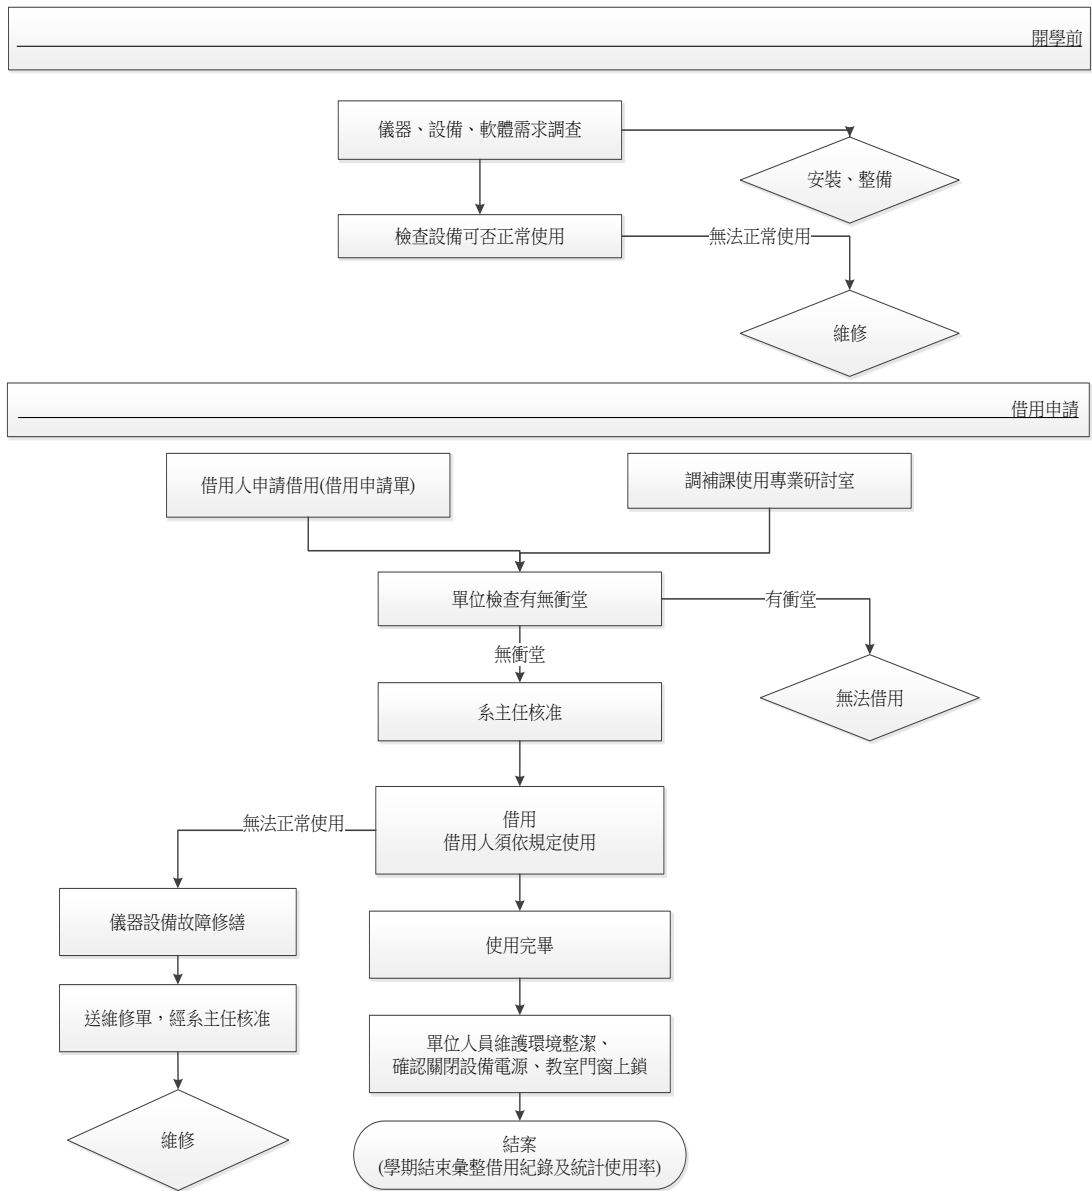 開學前
儀器、設備、軟體需求調查
安裝、整備
檢查設備可否正常使用
無法正常使用
維修
借用申請
借用人申請借用(借用申請單)
調補課使用專業研討室
單位檢查有無衝堂
有衝堂
無衝堂
無法借用
系主任核准
借用
借用人須依規定使用
無法正常使用
儀器設備故障修繕
使用完畢
送維修單，經系主任核准
單位人員維護環境整潔、
確認關閉設備電源、教室門窗上鎖
維修
結案
(學期結束彙整借用紀錄及統計使用率)